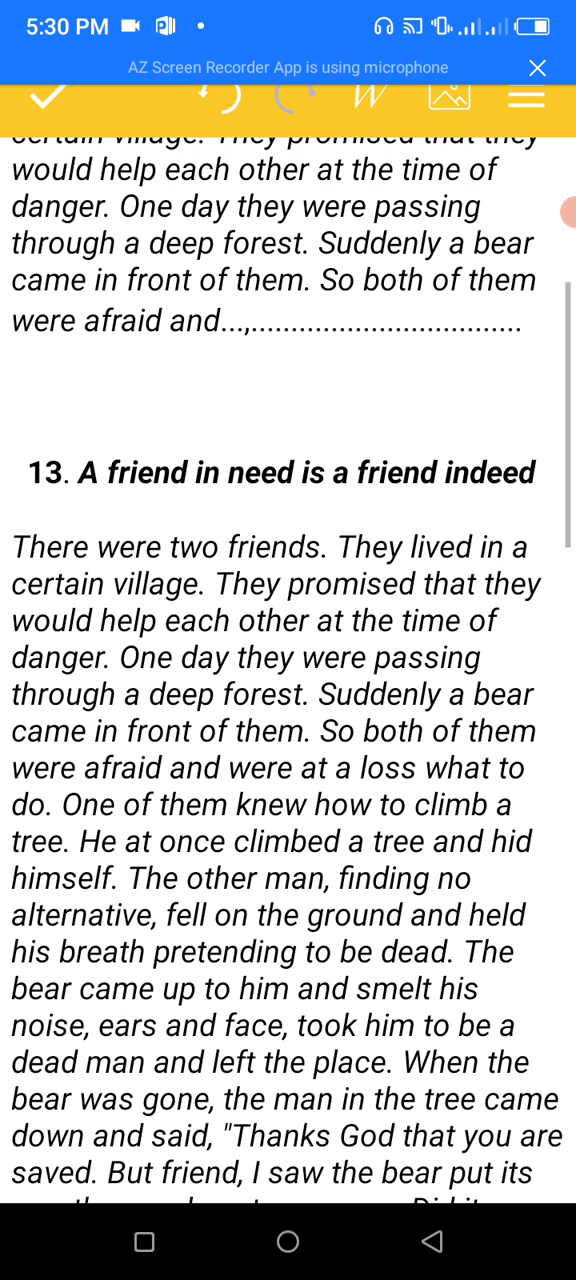 5:30 PM
AZ Screen Recorder App is using microphone
W
certain village. They promised that they
would help each other at the time of
danger. One day they were passing
through a deep forest. Suddenly a bear
came in front of them. So both of them
were afraid and...,..................................
13. A friend in need is a friend indeed
There were two friends. They lived in a
certain village. They promised that they
would help each other at the time of
danger. One day they were passing
through a deep forest. Suddenly a bear
came in front of them. So both of them
were afraid and were at a loss what to
do. One of them knew how to climb a
tree. He at once climbed a tree and hid
himself. The other man, finding no
alternative, fell on the ground and held
his breath pretending to be dead. The
bear came up to him and smelt his
noise, ears and face, took him to be a
dead man and left the place. When the
bear was gone, the man in the tree came
down and said, "Thanks God that you are
saved. But friend, I saw the bear put its